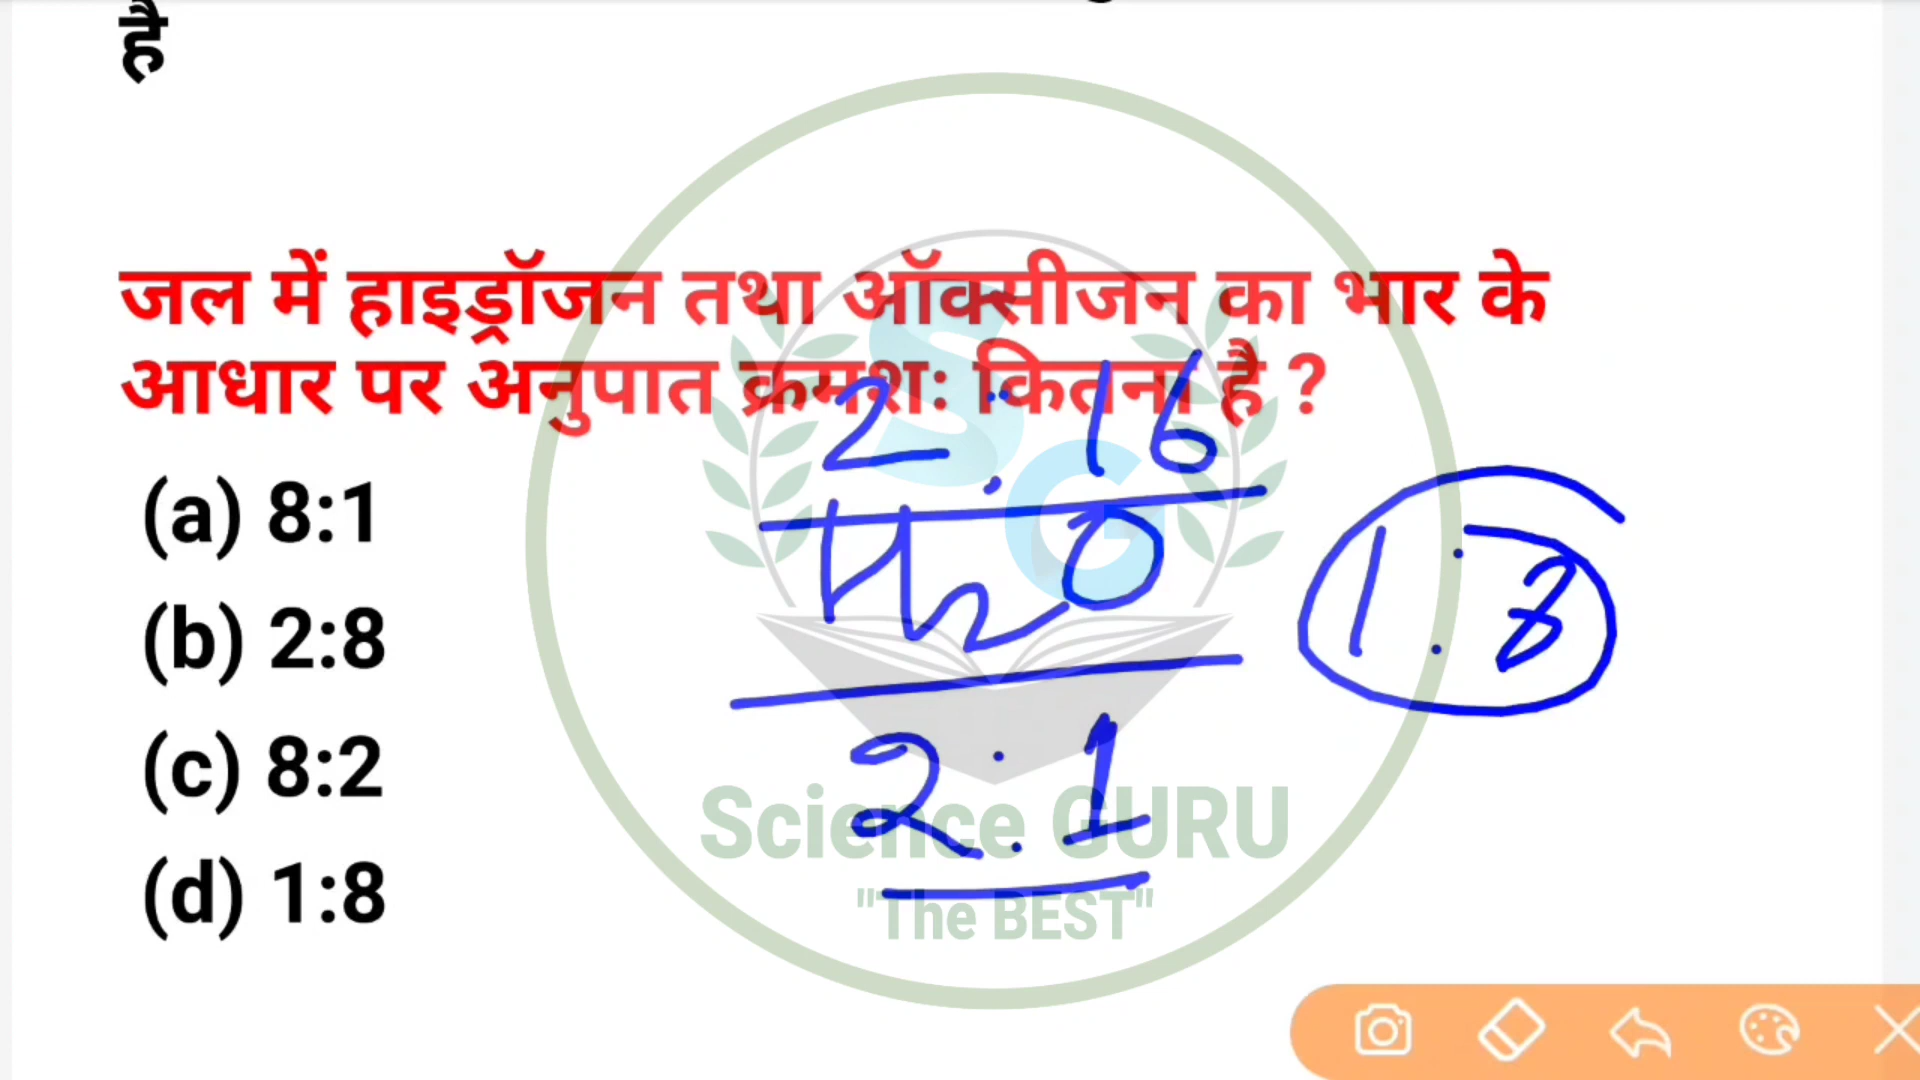 है
जल में हाइड्रॉजन तथा ऑक्सीजन का भार के
आधार पर अनुपात क्रमशः कितना है ?
(a) 8:1
(b) 2:8
(c) 8:2
(d) 1:8
2 : 16
H₂O
2 : 1
1 : 8
SG
Science GURU
"The BEST"